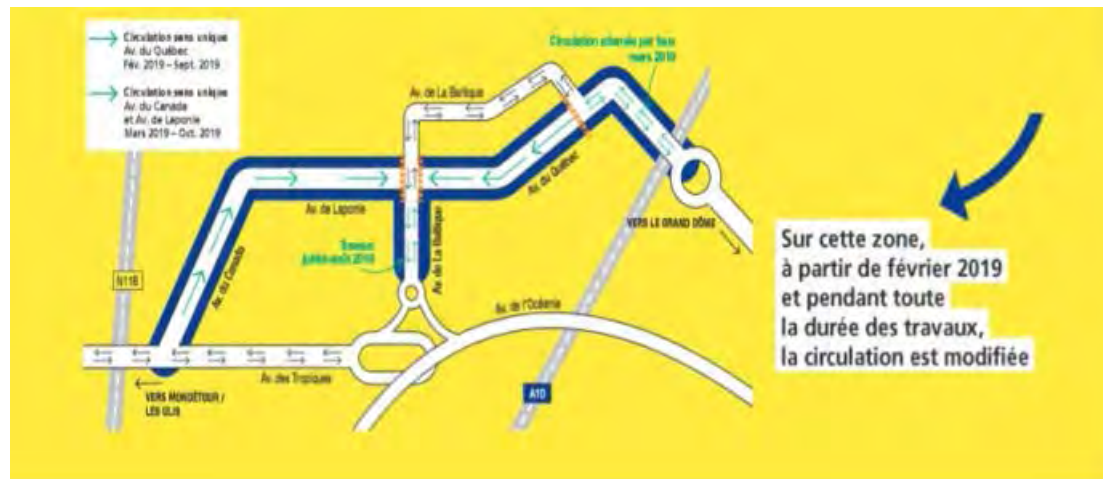 Circulation sens unique
Av. du Québec
Fév. 2019 – Sept. 2019
Circulation sens unique
Av. du Canada
et Av. de Laponie
Mars 2019 – Oct. 2019
Circulation alternée par feux
mars 2019
Av. de La Baltique
Av. du Québec
Av. de Laponie
VERS LE GRAND DÔME
Travaux
juillet-août 2019
Av. de La Baltique
Av. du Canada
N118
Av. de l'Océanie
Av. des Tropiques
VERS MONDÉTOUR /
LES ULIS
A10
Sur cette zone,
à partir de février 2019
et pendant toute
la durée des travaux,
la circulation est modifiée